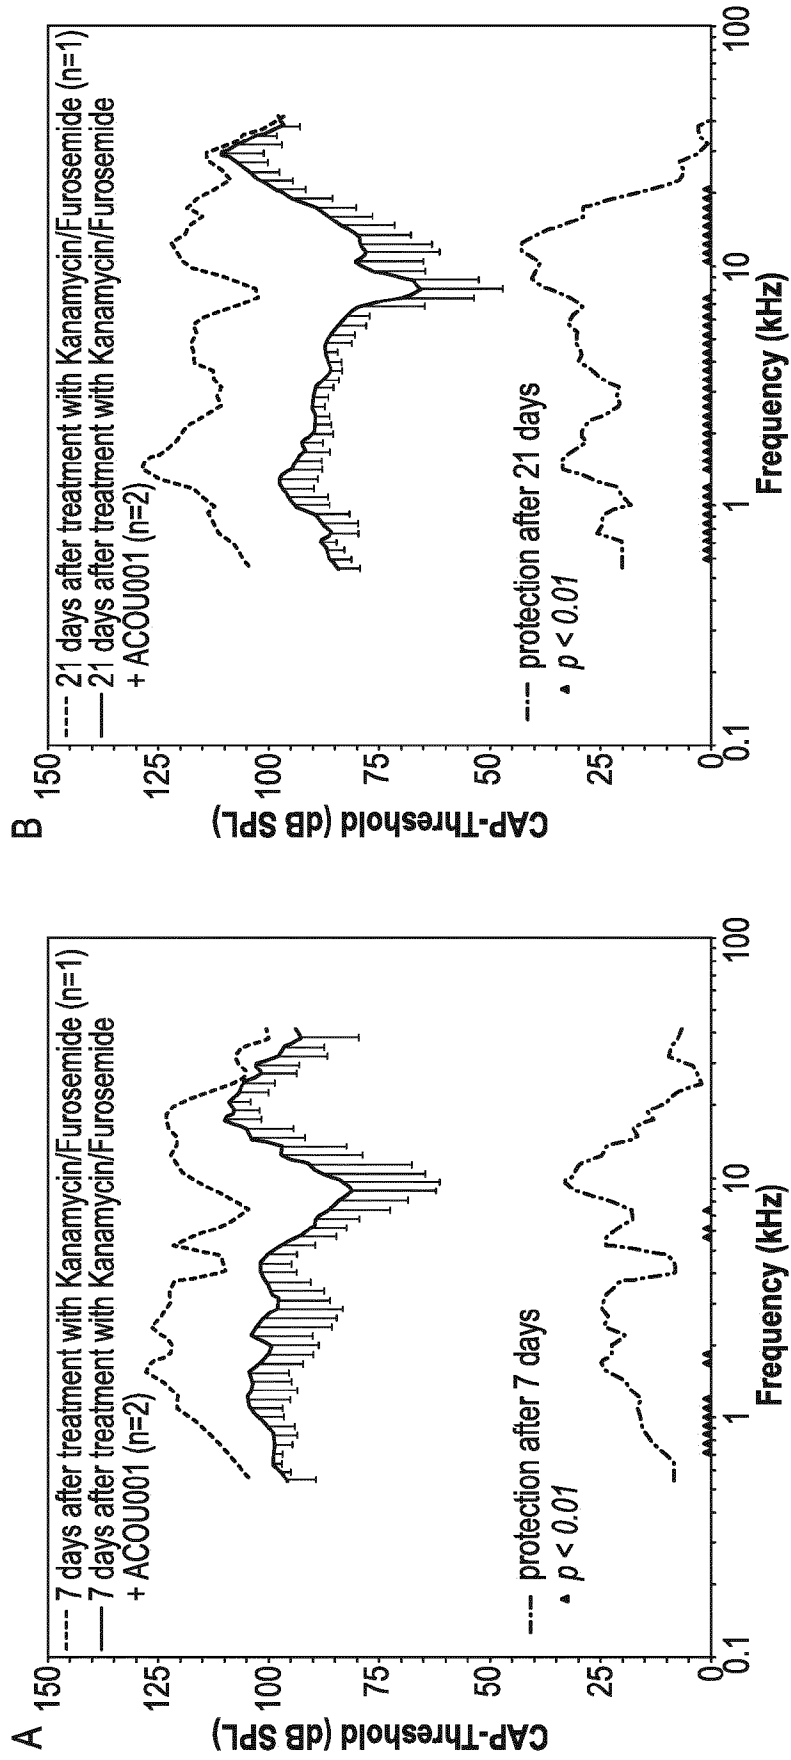 A
150
125
100
75
50
25
0
CAP-Threshold (dB SPL)
7 days after treatment with Kanamycin/Furosemide (n=1)
7 days after treatment with Kanamycin/Furosemide
+ ACOU001 (n=2)
protection after 7 days
p < 0.01
0.1
1
10
100
Frequency (kHz)
B
150
125
100
75
50
25
0
CAP-Threshold (dB SPL)
21 days after treatment with Kanamycin/Furosemide (n=1)
21 days after treatment with Kanamycin/Furosemide
+ ACOU001 (n=2)
protection after 21 days
p < 0.01
0.1
1
10
100
Frequency (kHz)